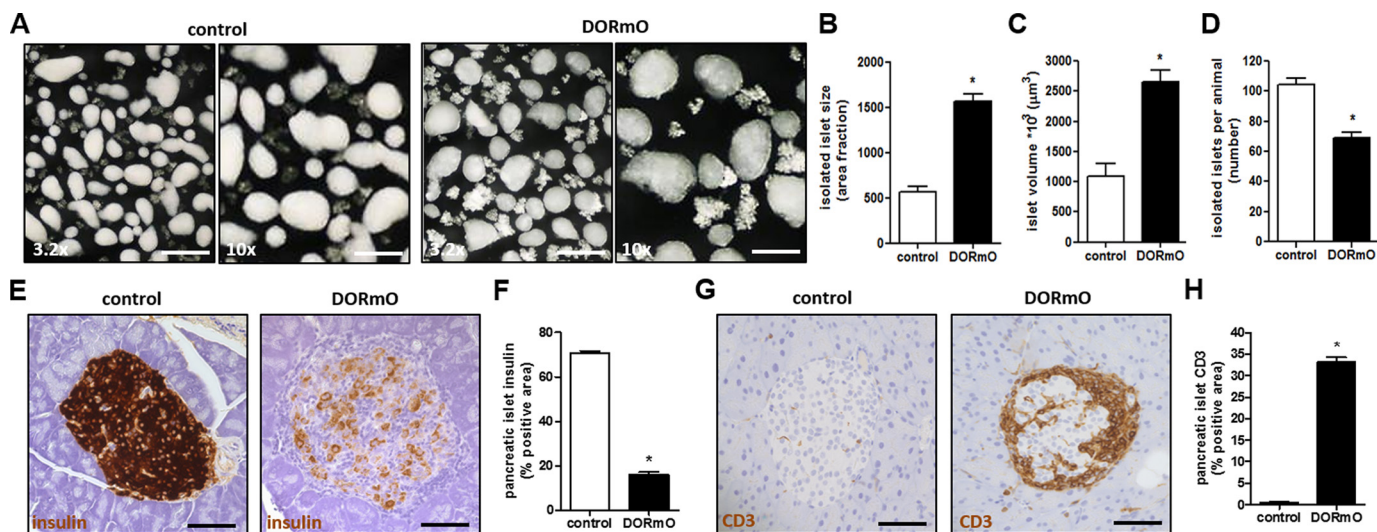 A
control
DORmO
3.2x
10x
3.2x
10x
B
isolated islet size
(area fraction)
2000
1500
1000
500
0
*
control
DORmO
C
islet volume *10³ (µm³)
3000
2500
2000
1500
1000
500
0
*
control
DORmO
D
isolated islets per animal
(number)
120
100
80
60
40
20
0
*
control
DORmO
E
control
DORmO
insulin
insulin
F
pancreatic islet insulin
(% positive area)
80
60
40
20
0
*
control
DORmO
G
control
DORmO
CD3
CD3
H
pancreatic islet CD3
(% positive area)
40
35
30
25
20
15
10
5
0
*
control
DORmO